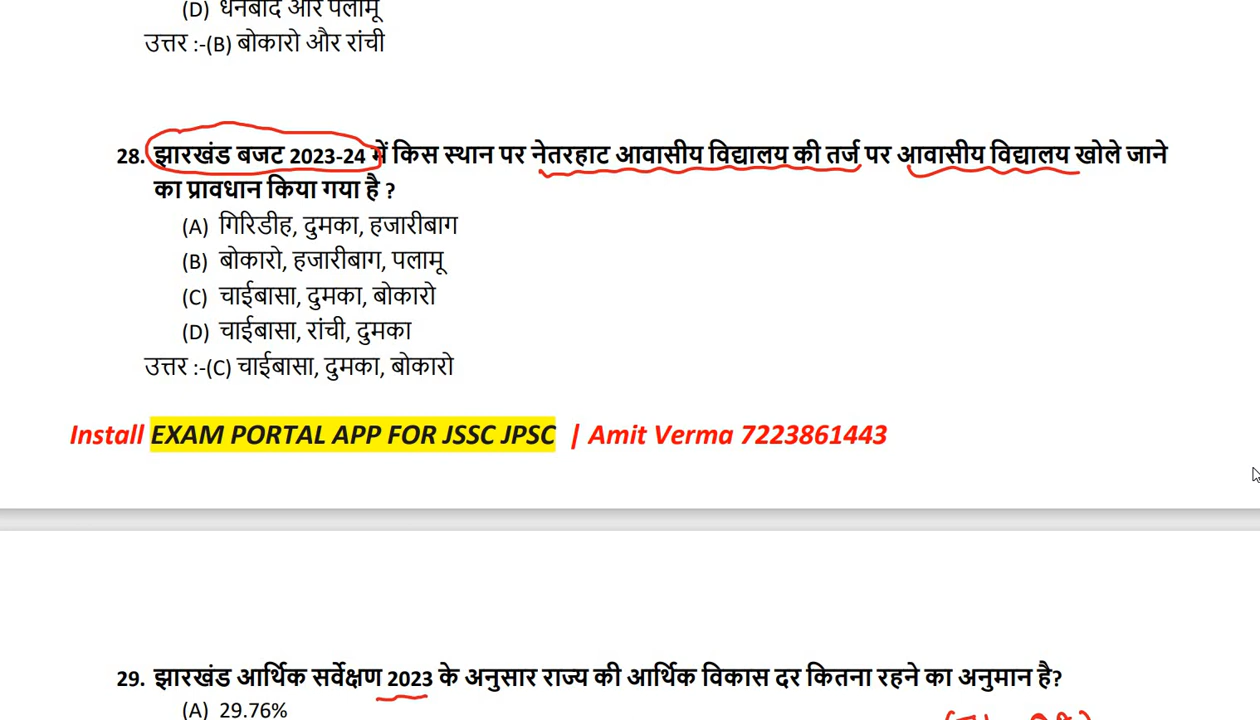 (D) धनबाद और पलामू
उत्तर :-(B) बोकारो और रांची
28. झारखंड बजट 2023-24 में किस स्थान पर नेतरहाट आवासीय विद्यालय की तर्ज पर आवासीय विद्यालय खोले जाने
का प्रावधान किया गया है ?
(A) गिरिडीह, दुमका, हजारीबाग
(B) बोकारो, हजारीबाग, पलामू
(C) चाईबासा, दुमका, बोकारो
(D) चाईबासा, रांची, दुमका
उत्तर :-(C) चाईबासा, दुमका, बोकारो
Install EXAM PORTAL APP FOR JSSC JPSC | Amit Verma 7223861443
29. झारखंड आर्थिक सर्वेक्षण 2023 के अनुसार राज्य की आर्थिक विकास दर कितना रहने का अनुमान है?
(A) 29.76%